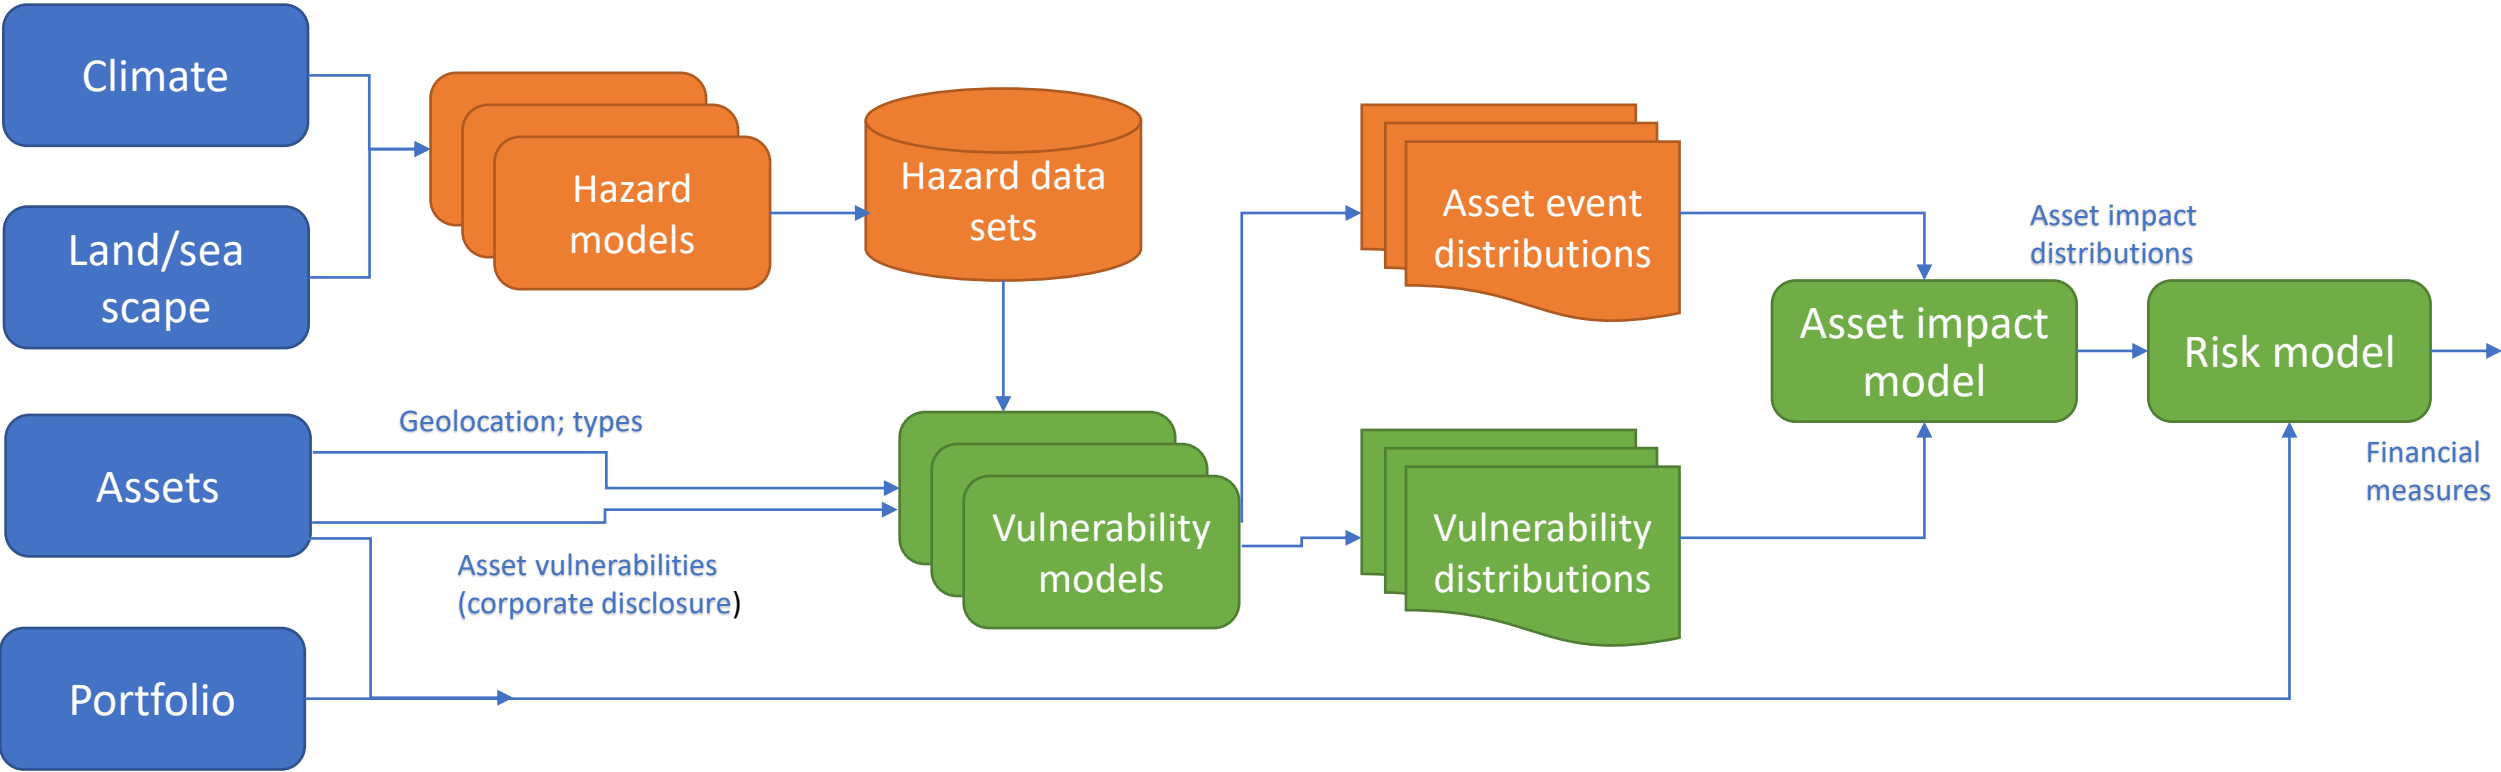 Climate
Land/sea
scape
Assets
Portfolio
Hazard
models
Hazard data
sets
Geolocation; types
Asset vulnerabilities
(corporate disclosure)
Vulnerability
models
Asset event
distributions
Vulnerability
distributions
Asset impact
distributions
Asset impact
model
Risk model
Financial
measures